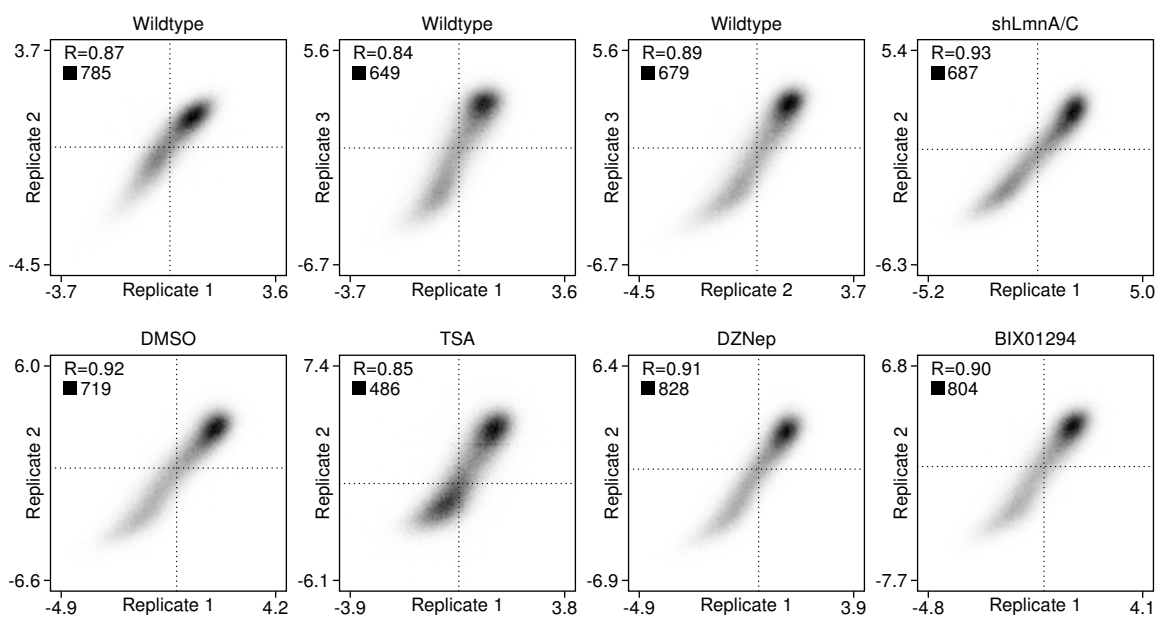 Wildtype
3.7
R=0.87
785
Replicate 2
-4.5
-3.7
Replicate 1
3.6
Wildtype
5.6
R=0.84
649
Replicate 3
-6.7
-3.7
Replicate 1
3.6
Wildtype
5.6
R=0.89
679
Replicate 3
-6.7
-4.5
Replicate 2
3.7
shLmnA/C
5.4
R=0.93
687
Replicate 2
-6.3
-5.2
Replicate 1
5.0
DMSO
6.0
R=0.92
719
Replicate 2
-6.6
-4.9
Replicate 1
4.2
TSA
7.4
R=0.85
486
Replicate 2
-6.1
-3.9
Replicate 1
3.8
DZNep
6.4
R=0.91
828
Replicate 2
-6.9
-4.9
Replicate 1
3.9
BIX01294
6.8
R=0.90
804
Replicate 2
-7.7
-4.8
Replicate 1
4.1